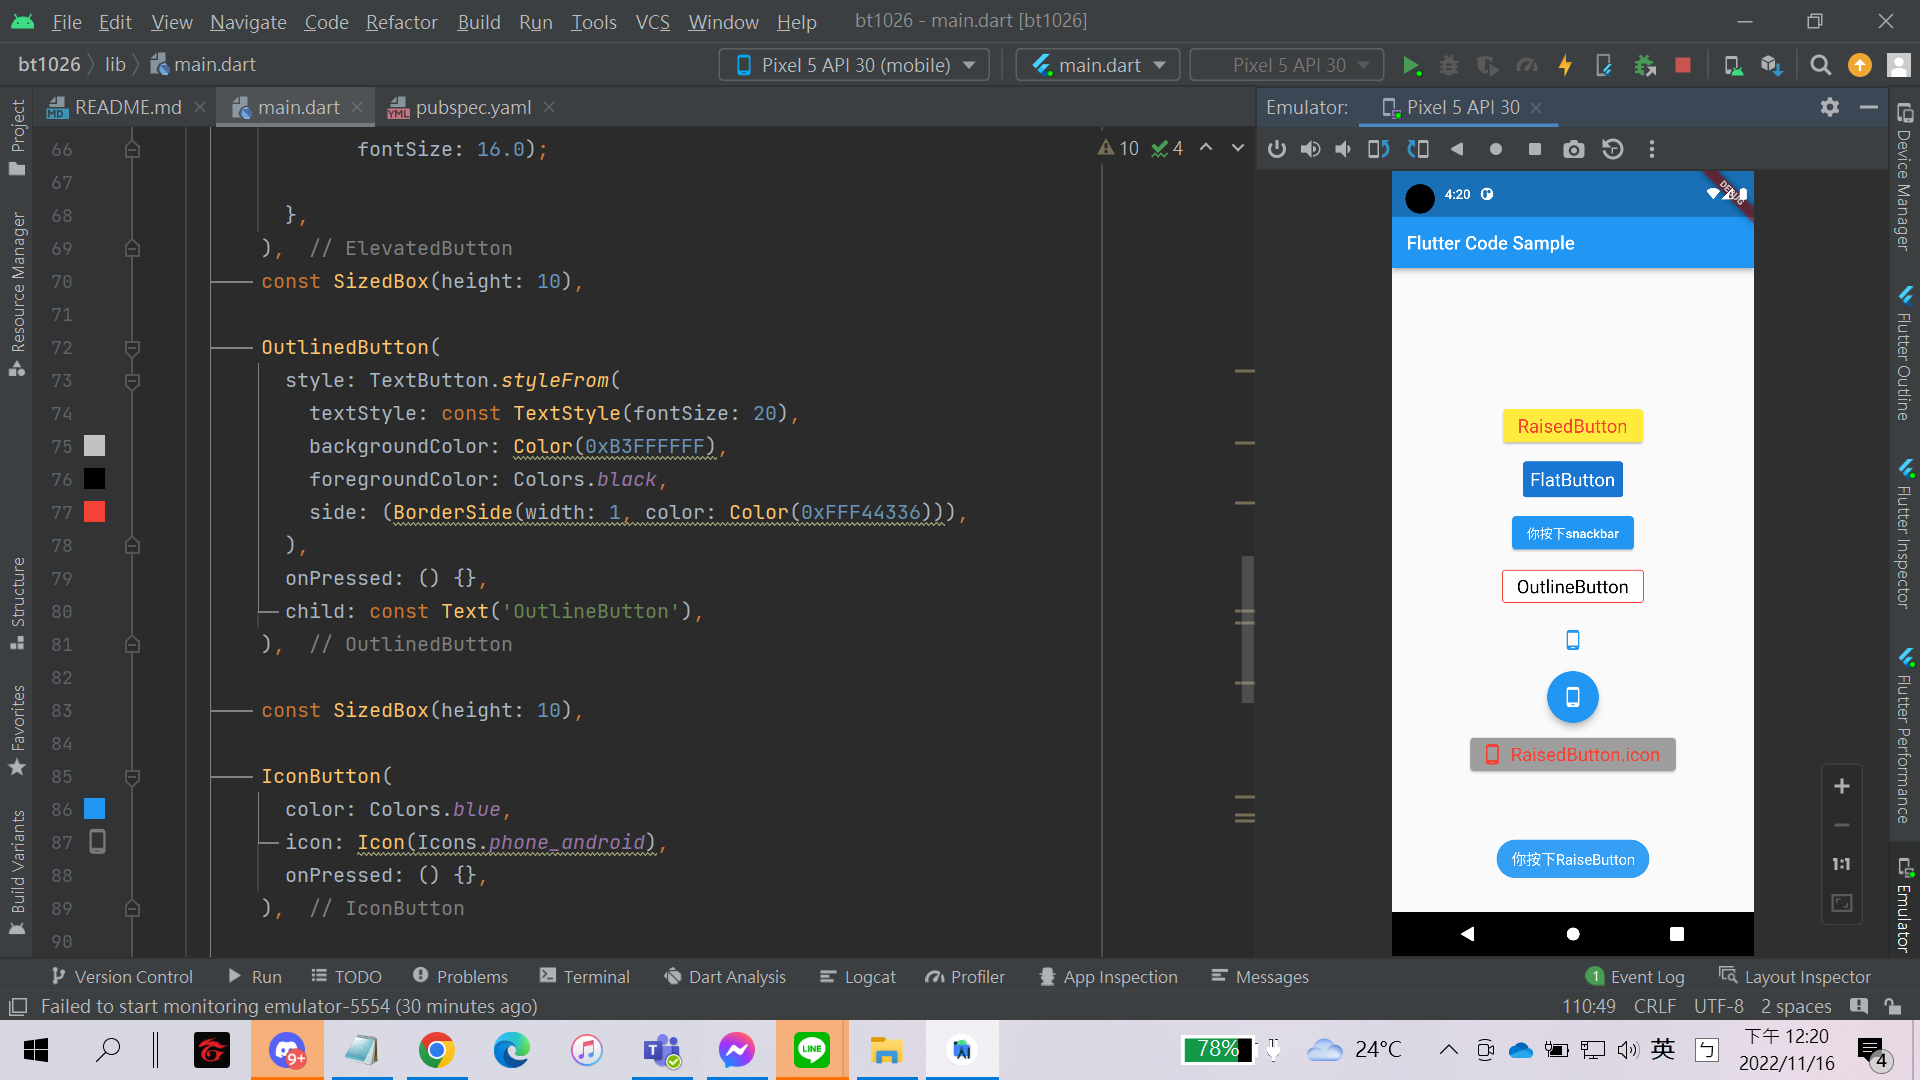 File Edit View Navigate Code Refactor Build Run Tools VCS Window Help bt1026 - main.dart [bt1026]
bt1026 lib main.dart Pixel 5 API 30 (mobile) main.dart Pixel 5 API 30
README.md main.dart pubspec.yaml Emulator: Pixel 5 API 30
Project
Resource Manager
Structure
Favorites
Build Variants
10 4
66 fontSize: 16.0);
67
68 },
69 ), // ElevatedButton
70 const SizedBox(height: 10),
71
72 OutlinedButton(
73 style: TextButton.styleFrom(
74 textStyle: const TextStyle(fontSize: 20),
75 backgroundColor: Color(0xB3FFFFFF),
76 foregroundColor: Colors.black,
77 side: (BorderSide(width: 1, color: Color(0xFFF44336))),
78 ),
79 onPressed: () {},
80 child: const Text('OutlineButton'),
81 ), // OutlinedButton
82
83 const SizedBox(height: 10),
84
85 IconButton(
86 color: Colors.blue,
87 icon: Icon(Icons.phone_android),
88 onPressed: () {},
89 ), // IconButton
90
4:20
DEBUG
Flutter Code Sample
RaisedButton
FlatButton
你按下snackbar
OutlineButton
RaisedButton.icon
你按下RaiseButton
1:1
Device Manager
Flutter Outline
Flutter Inspector
Flutter Performance
Emulator
Version Control Run TODO Problems Terminal Dart Analysis Logcat Profiler App Inspection Messages 1 Event Log Layout Inspector
Failed to start monitoring emulator-5554 (30 minutes ago) 110:49 CRLF UTF-8 2 spaces
9+ LINE 78% 24°C 英 ㄅ 下午 12:20
2022/11/16 4